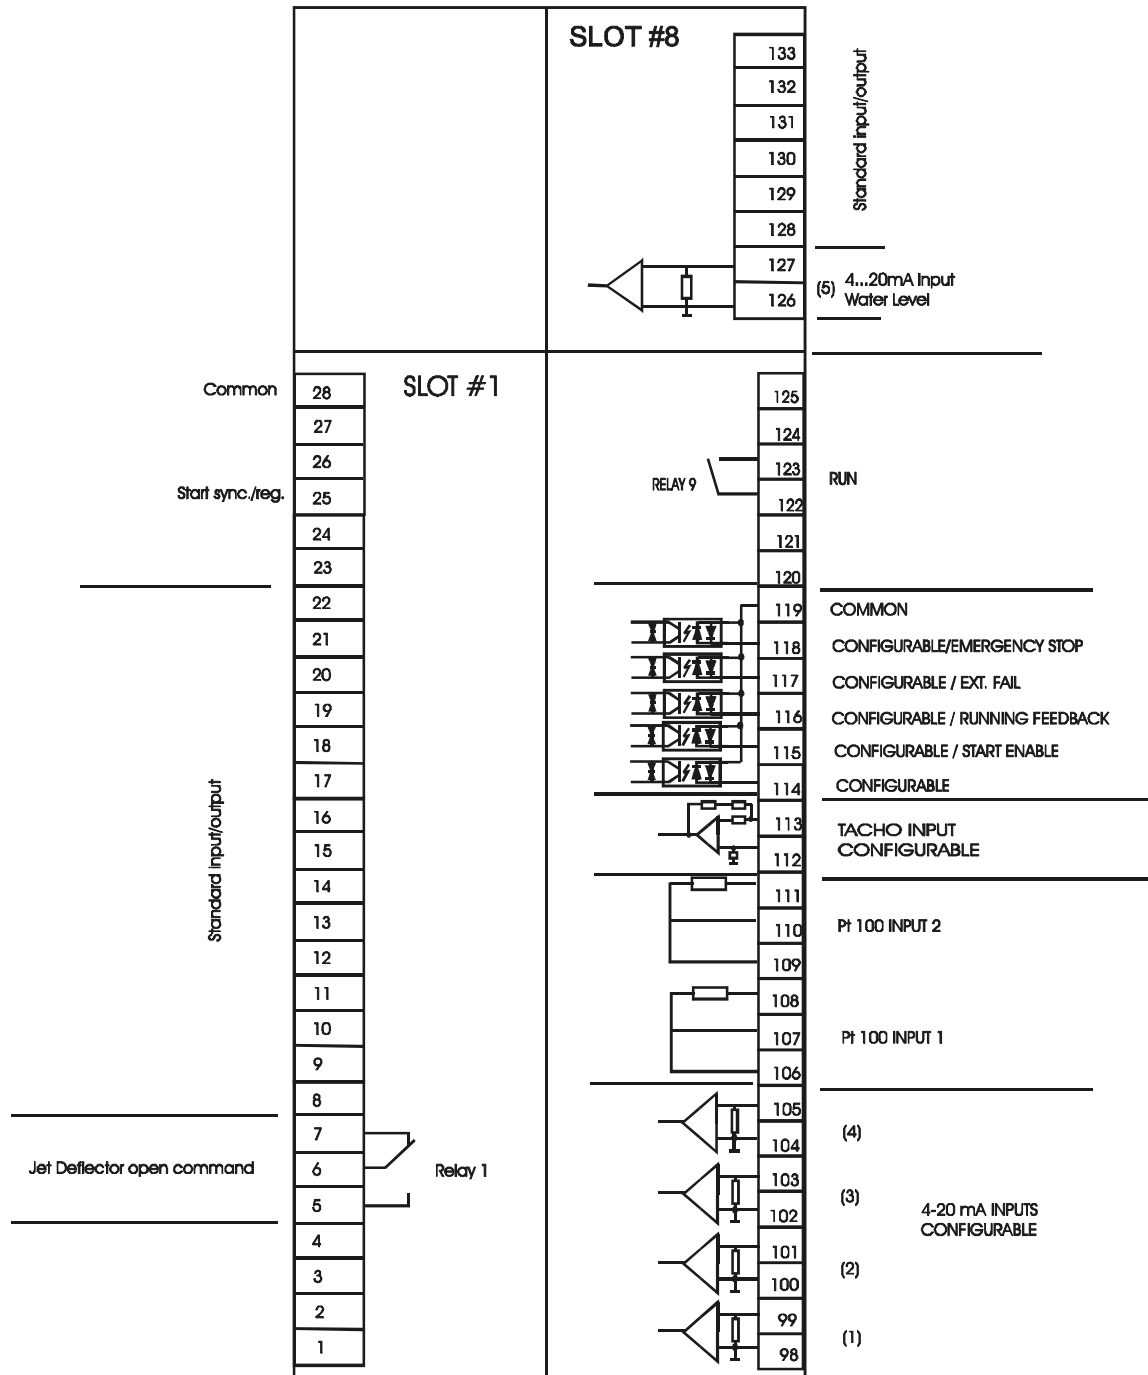 SLOT #8
133
132
131
130
129
128
127
126
Standard input/output
(5) 4...20mA Input
Water Level
SLOT #1
Common
28
27
26
Start sync./reg.
25
24
23
22
21
20
19
18
17
16
15
14
13
12
11
10
9
8
7
6
5
4
3
2
1
Standard input/output
Jet Deflector open command
Relay 1
125
124
123
122
121
120
119
118
117
116
115
114
113
112
111
110
109
108
107
106
105
104
103
102
101
100
99
98
RELAY 9
RUN
COMMON
CONFIGURABLE/EMERGENCY STOP
CONFIGURABLE / EXT. FAIL
CONFIGURABLE / RUNNING FEEDBACK
CONFIGURABLE / START ENABLE
CONFIGURABLE
TACHO INPUT
CONFIGURABLE
Pt 100 INPUT 2
Pt 100 INPUT 1
(4)
(3)
4-20 mA INPUTS
CONFIGURABLE
(2)
(1)